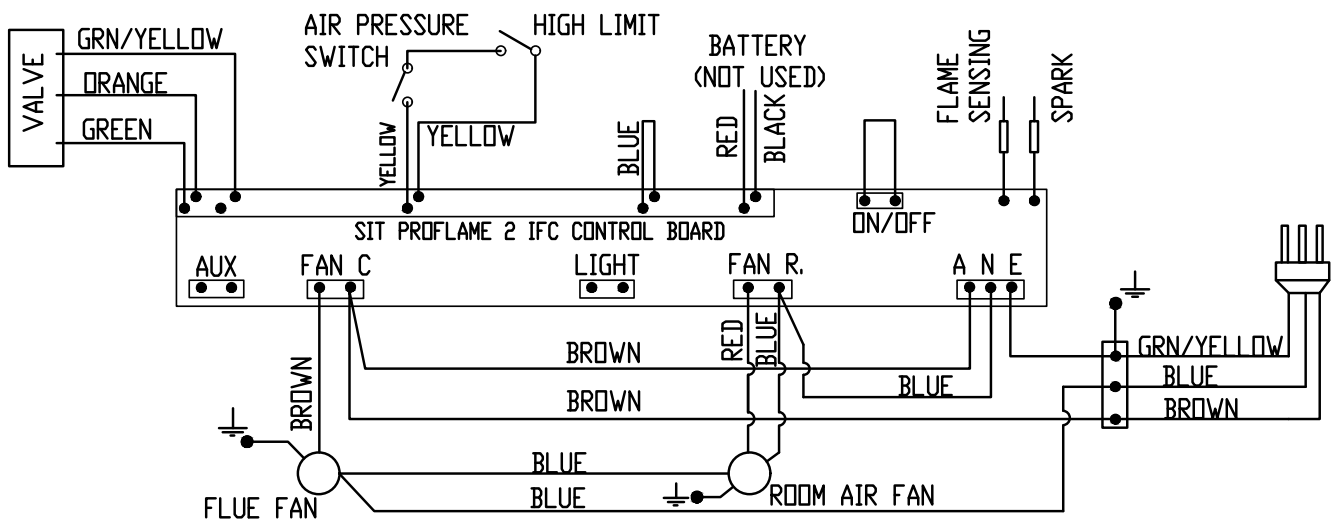 VALVE
GRN/YELLOW
ORANGE
GREEN
AIR PRESSURE
SWITCH
HIGH LIMIT
YELLOW
YELLOW
BLUE
BATTERY
(NOT USED)
RED
BLACK
FLAME
SENSING
SPARK
ON/OFF
SIT PROFLAME 2 IFC CONTROL BOARD
AUX
FAN C
LIGHT
FAN R.
A N E
BROWN
BROWN
BROWN
RED
BLUE
BLUE
GRN/YELLOW
BLUE
BROWN
BLUE
BLUE
FLUE FAN
ROOM AIR FAN